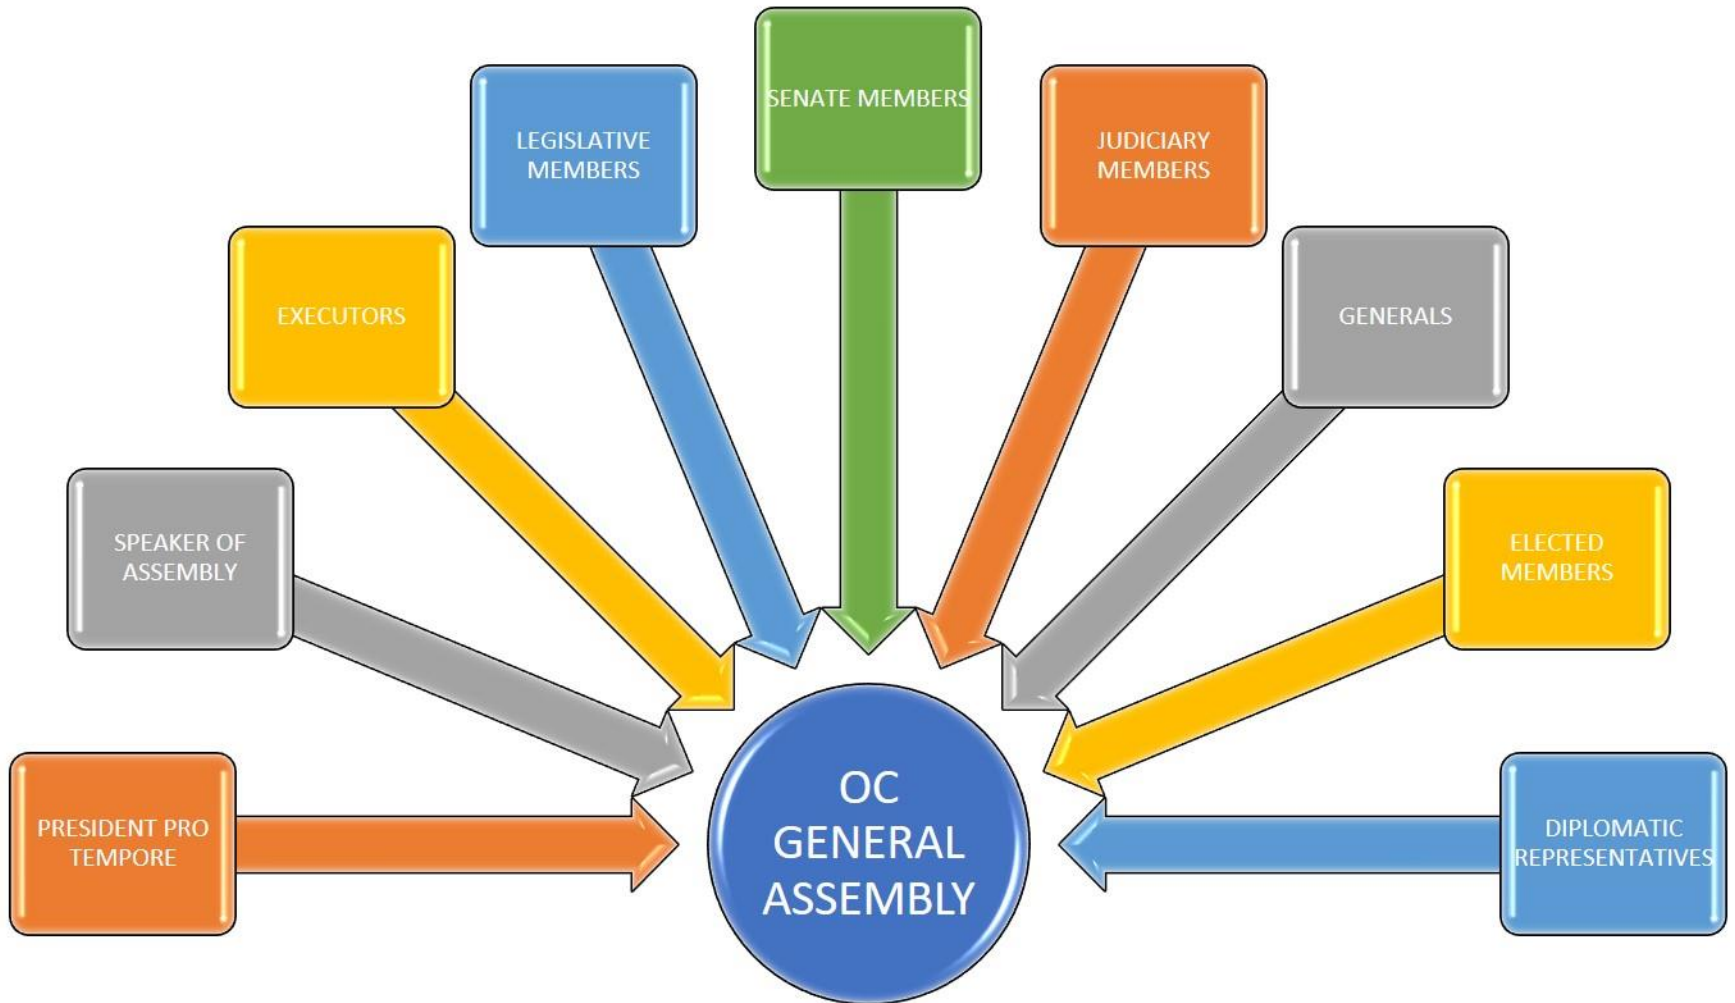 SENATE MEMBERS
LEGISLATIVE
MEMBERS
JUDICIARY
MEMBERS
EXECUTORS
GENERALS
SPEAKER OF
ASSEMBLY
ELECTED
MEMBERS
PRESIDENT PRO
TEMPORE
OC
GENERAL
ASSEMBLY
DIPLOMATIC
REPRESENTATIVES